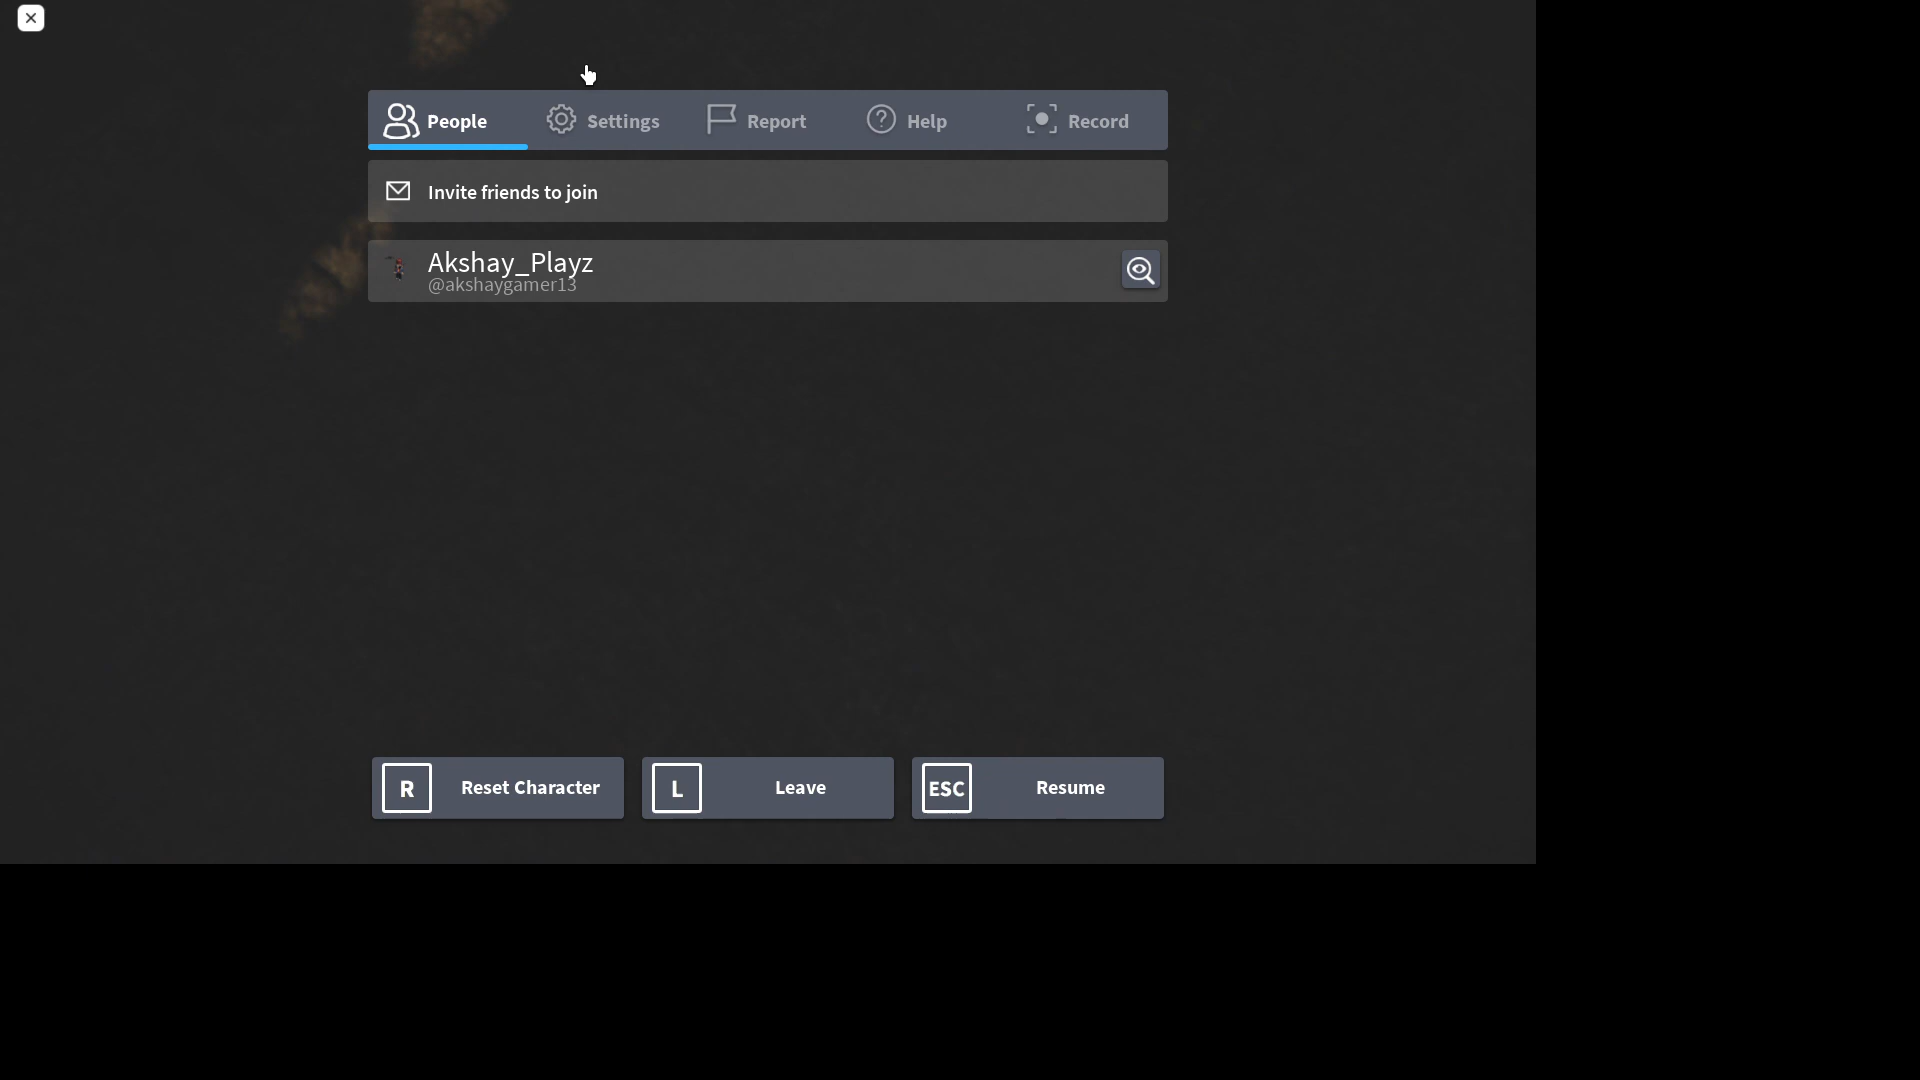 People
Settings
Report
Help
Record
Invite friends to join
Akshay_Playz
@akshaygamer13
R
Reset Character
L
Leave
ESC
Resume